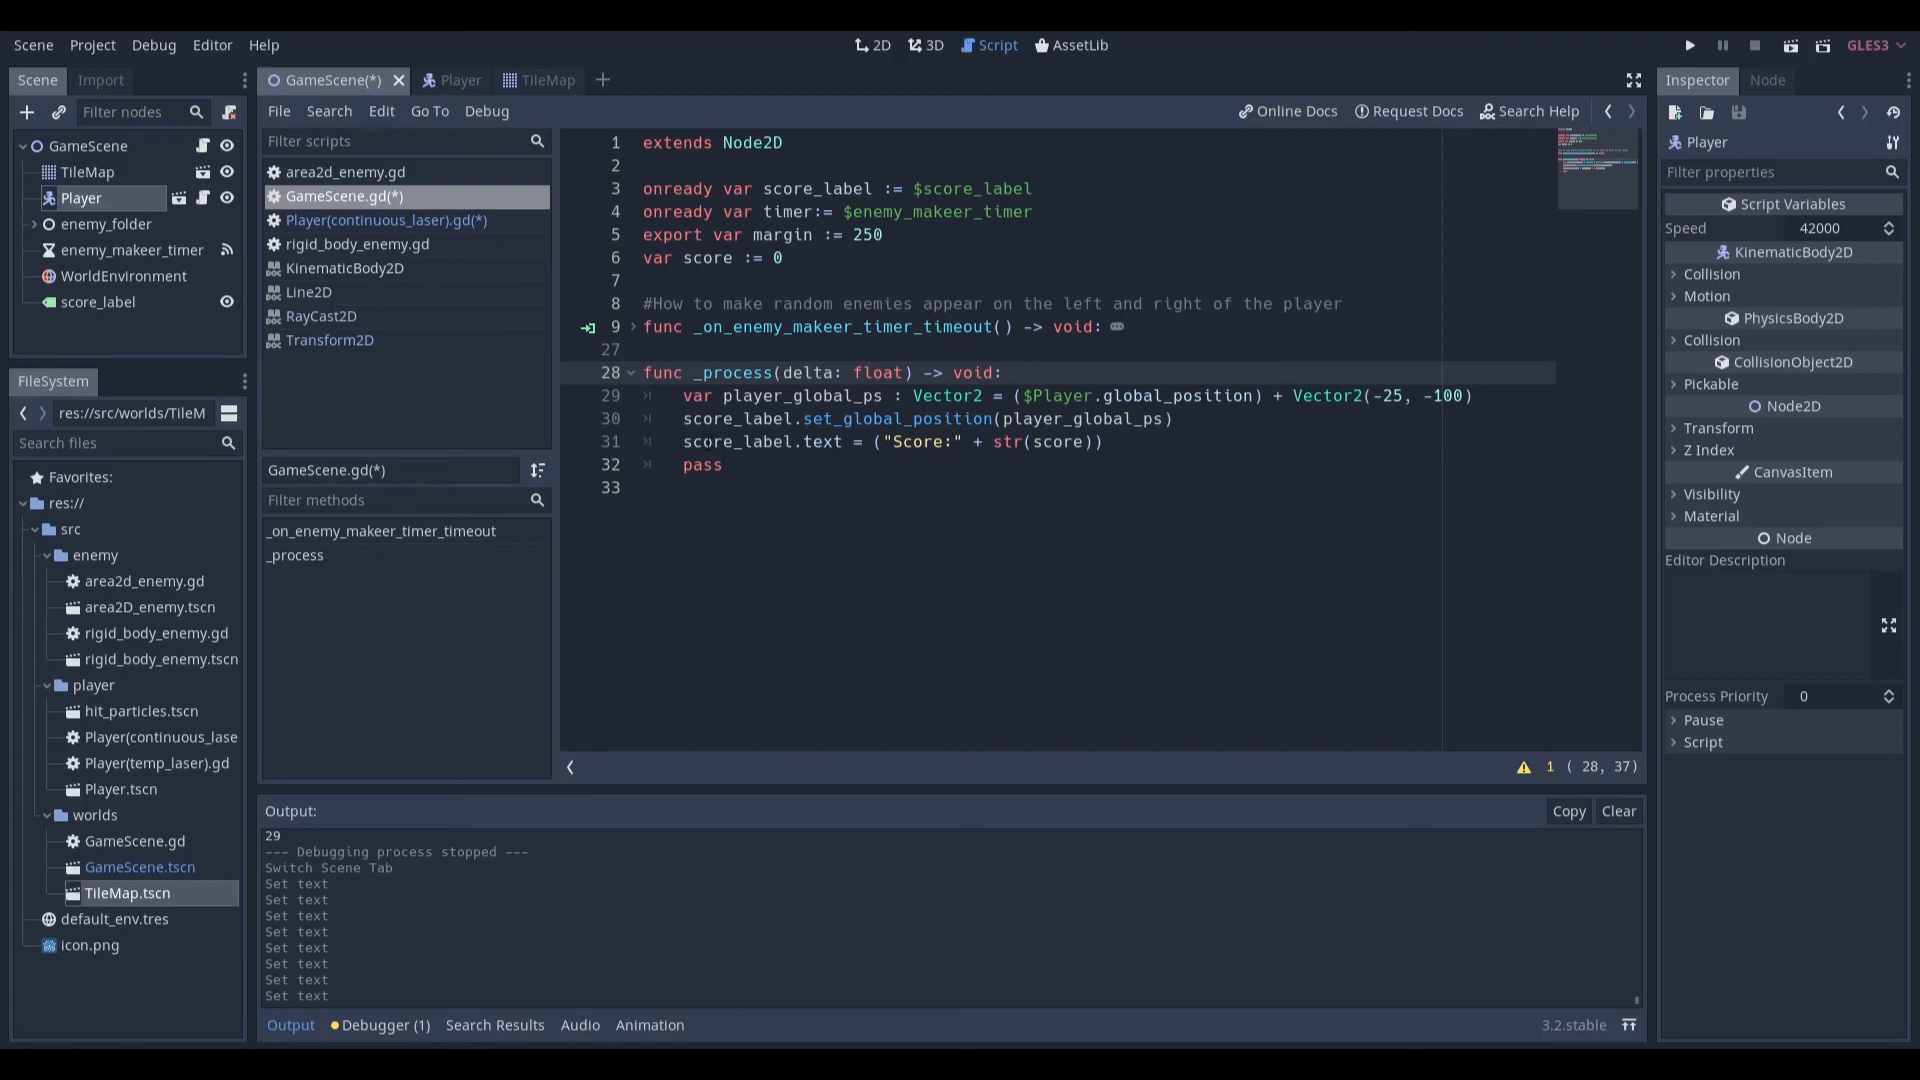 Scene Project Debug Editor Help
2D 3D Script AssetLib
GLES3
Scene Import
GameScene(*) Player TileMap
Inspector Node
Filter nodes
File Search Edit Go To Debug
Online Docs Request Docs Search Help
GameScene
TileMap
Player
enemy_folder
enemy_makeer_timer
WorldEnvironment
score_label
FileSystem
res://src/worlds/TileM
Search files
Favorites:
res://
src
enemy
area2d_enemy.gd
area2D_enemy.tscn
rigid_body_enemy.gd
rigid_body_enemy.tscn
player
hit_particles.tscn
Player(continuous_lase
Player(temp_laser).gd
Player.tscn
worlds
GameScene.gd
GameScene.tscn
TileMap.tscn
default_env.tres
icon.png
Filter scripts
area2d_enemy.gd
GameScene.gd(*)
Player(continuous_laser).gd(*)
rigid_body_enemy.gd
KinematicBody2D
Line2D
RayCast2D
Transform2D
GameScene.gd(*)
Filter methods
_on_enemy_makeer_timer_timeout
_process
1 extends Node2D
2
3 onready var score_label := $score_label
4 onready var timer:= $enemy_makeer_timer
5 export var margin := 250
6 var score := 0
7
8 #How to make random enemies appear on the left and right of the player
9 func _on_enemy_makeer_timer_timeout() -> void:
27
28 func _process(delta: float) -> void:
29 var player_global_ps : Vector2 = ($Player.global_position) + Vector2(-25, -100)
30 score_label.set_global_position(player_global_ps)
31 score_label.text = ("Score:" + str(score))
32 pass
33
1 ( 28, 37)
Output:
Copy Clear
29
--- Debugging process stopped ---
Switch Scene Tab
Set text
Set text
Set text
Set text
Set text
Set text
Set text
Set text
Output Debugger (1) Search Results Audio Animation
3.2.stable
Player
Filter properties
Script Variables
Speed 42000
KinematicBody2D
Collision
Motion
PhysicsBody2D
Collision
CollisionObject2D
Pickable
Node2D
Transform
Z Index
CanvasItem
Visibility
Material
Node
Editor Description
Process Priority 0
Pause
Script